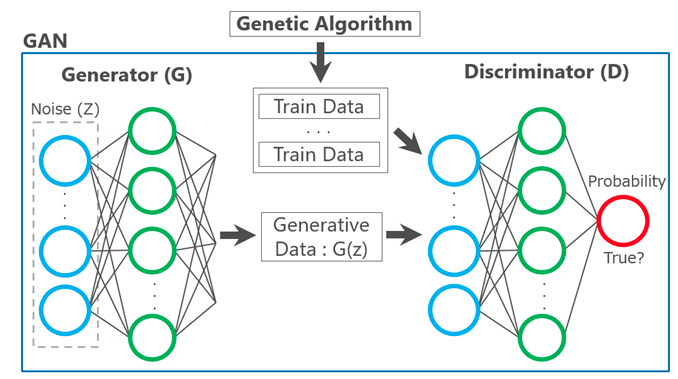 Genetic Algorithm
GAN
Generator (G)
Discriminator (D)
Noise (Z)
Train Data
. . .
Train Data
Generative
Data : G(z)
Probability
True?